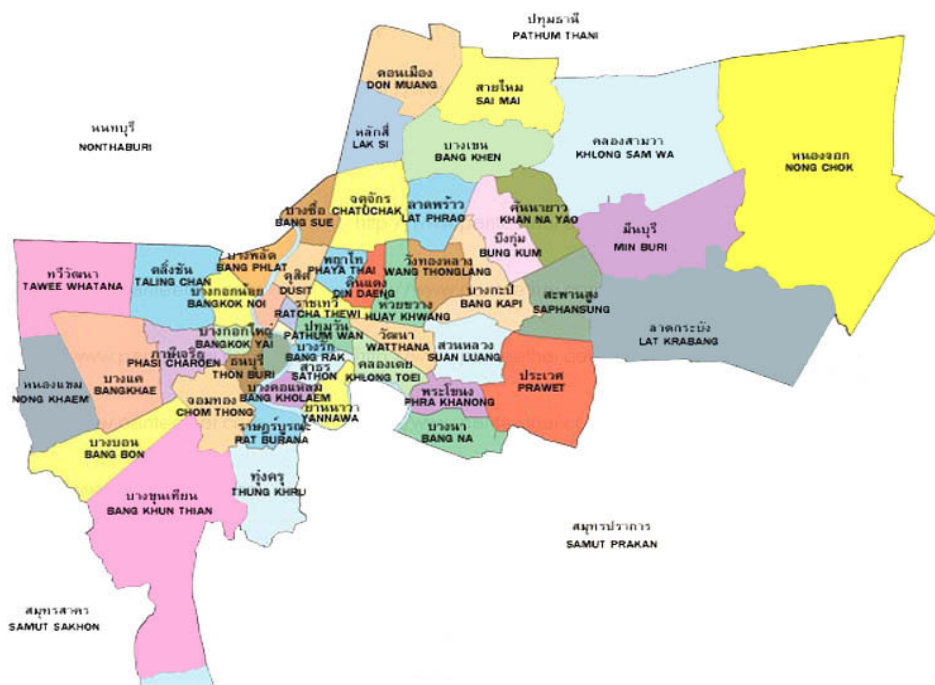 ปทุมธานี
PATHUM THANI
ดอนเมือง
DON MUANG
สายไหม
SAI MAI
นนทบุรี
NONTHABURI
หลักสี่
LAK SI
บางเขน
BANG KHEN
คลองสามวา
KHLONG SAM WA
หนองจอก
NONG CHOK
จตุจักร
CHATUCHAK
ลาดพร้าว
LAT PHRAO
คันนายาว
KHAN NA YAO
บางซื่อ
BANG SUE
บึงกุ่ม
BUNG KUM
มีนบุรี
MIN BURI
ทวีวัฒนา
TAWEE WHATANA
ตลิ่งชัน
TALING CHAN
บางพลัด
BANG PHLAT
ดุสิต
DUSIT
พญาไท
PHAYA THAI
ดินแดง
DIN DAENG
วังทองหลาง
WANG THONGLANG
บางกะปิ
BANG KAPI
สะพานสูง
SAPHANSUNG
บางกอกน้อย
BANGKOK NOI
ราชเทวี
RATCHA THEWI
ห้วยขวาง
HUAY KHWANG
ลาดกระบัง
LAT KRABANG
บางกอกใหญ่
BANGKOK YAI
ปทุมวัน
PATHUM WAN
วัฒนา
WATTHANA
สวนหลวง
SUAN LUANG
ภาษีเจริญ
PHASI CHAROEN
ธนบุรี
THON BURI
บางรัก
BANG RAK
สาธร
SATHON
คลองเตย
KHLONG TOEI
ประเวศ
PRAWET
หนองแขม
NONG KHAEM
บางแค
BANGKHAE
จอมทอง
CHOM THONG
บางคอแหลม
BANG KHOLAEM
ยานนาวา
YANNAWA
พระโขนง
PHRA KHANONG
ราษฎร์บูรณะ
RAT BURANA
บางนา
BANG NA
บางบอน
BANG BON
ทุ่งครุ
THUNG KHRU
บางขุนเทียน
BANG KHUN THIAN
สมุทรปราการ
SAMUT PRAKAN
สมุทรสาคร
SAMUT SAKHON